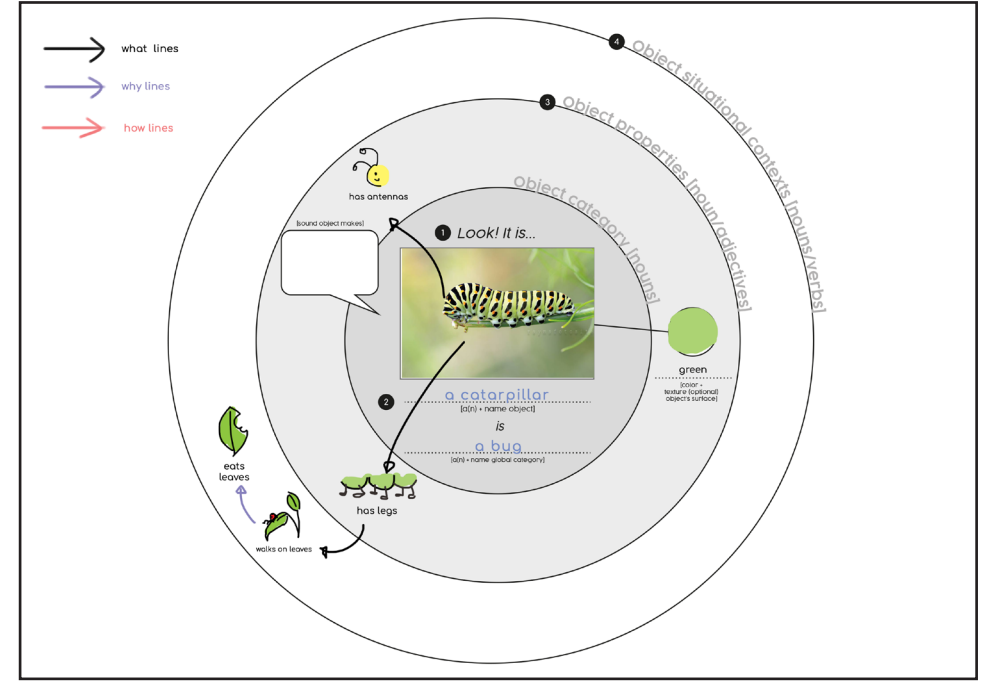 what lines
why lines
how lines
4 Object situational contexts [nouns/verbs]
3 Object properties [noun/adjectives]
Object category [nouns]
has antennas
[sound object makes]
1 Look! It is...
green
[color +
texture (optional)
object's surface]
2
a catarpillar
[a(n) + name object]
is
a bug
[a(n) + name global category]
eats
leaves
has legs
walks on leaves